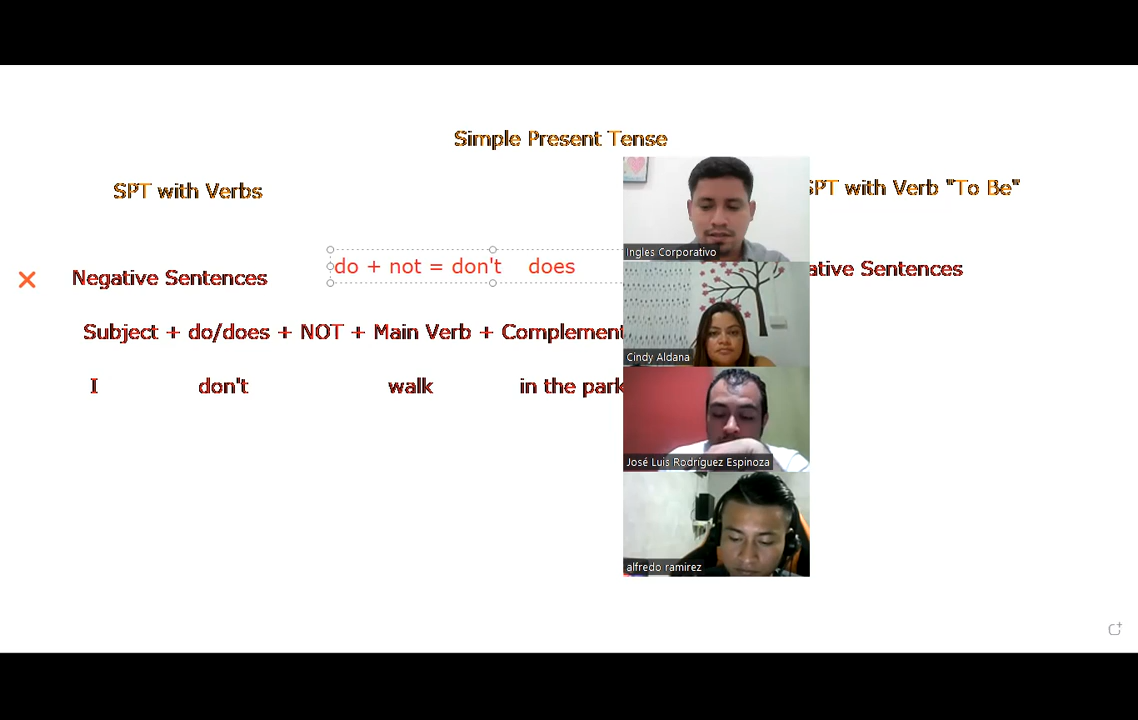 Simple Present Tense
SPT with Verbs
SPT with Verb "To Be"
do + not = don't does
Negative Sentences
ative Sentences
Subject + do/does + NOT + Main Verb + Complement
I don't walk in the park
Ingles Corporativo
Cindy Aldana
José Luis Rodríguez Espinoza
alfredo ramirez